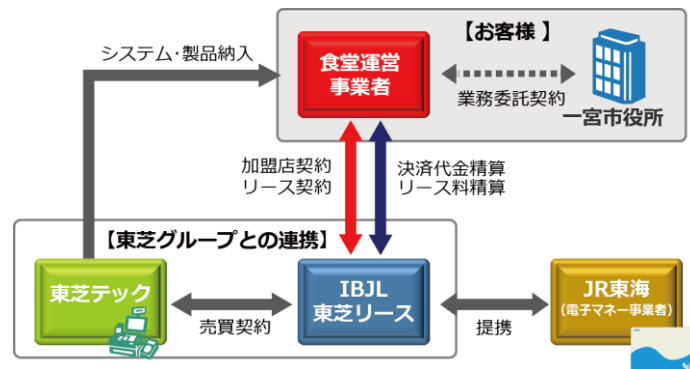 【お客様 】
システム・製品納入
食堂運営
事業者
業務委託契約
一宮市役所
加盟店契約
リース契約
決済代金精算
リース料精算
【東芝グループとの連携】
東芝テック
売買契約
IBJL
東芝リース
提携
JR東海
（電子マネー事業者）